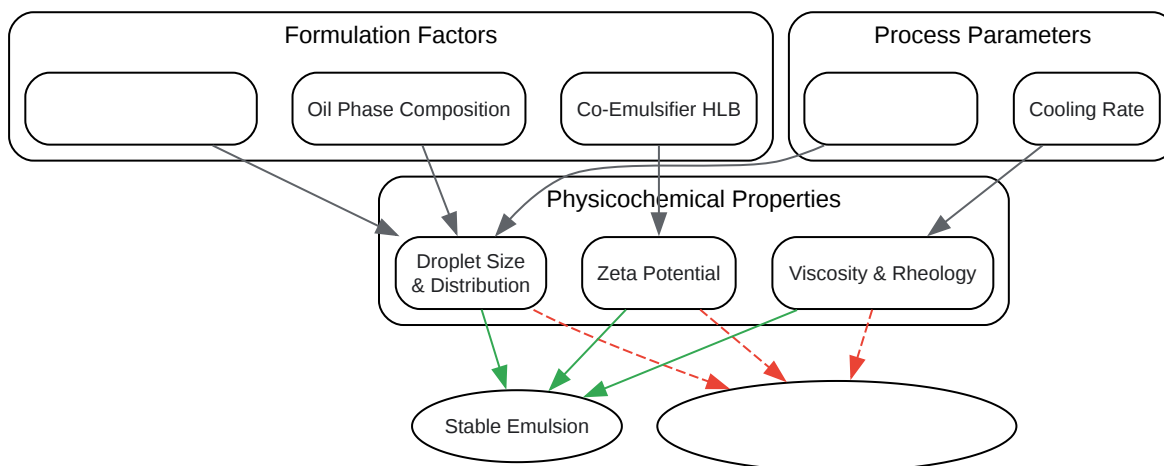 Formulation Factors
Process Parameters
Oil Phase Composition
Co-Emulsifier HLB
Cooling Rate
Physicochemical Properties
Droplet Size
& Distribution
Zeta Potential
Viscosity & Rheology
Stable Emulsion